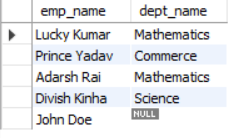 emp_name dept_name
Lucky Kumar Mathematics
Prince Yadav Commerce
Adarsh Rai Mathematics
Divish Kinha Science
John Doe NULL